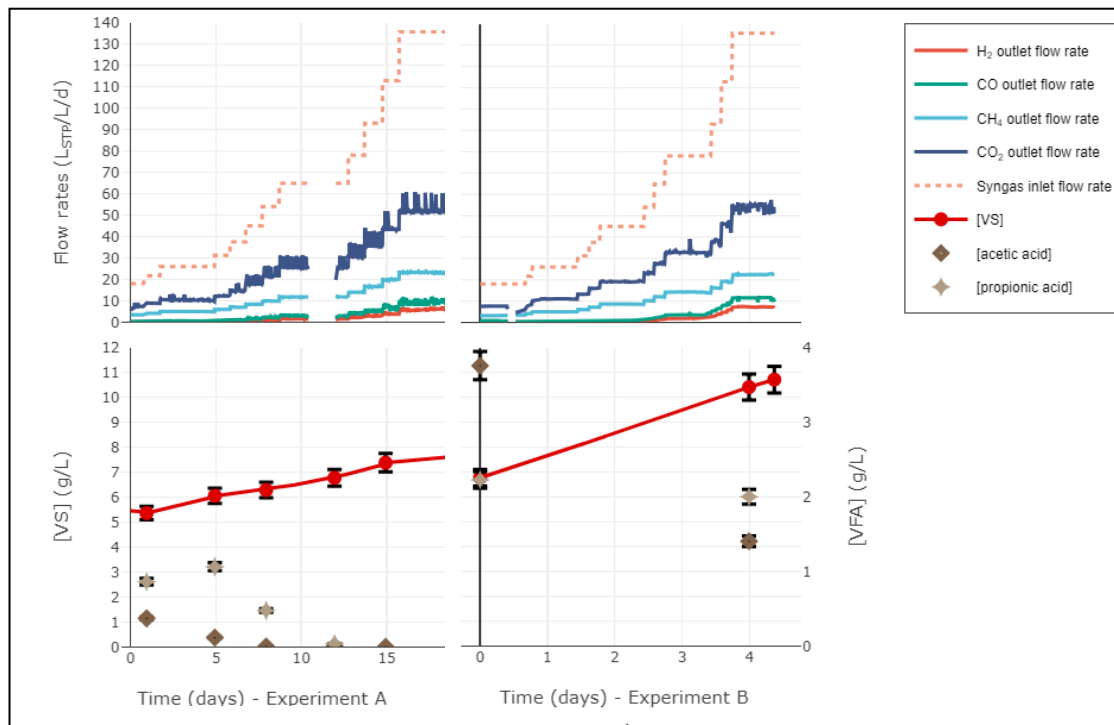 Flow rates (L_STP/L/d)
140
130
120
110
100
90
80
70
60
50
40
30
20
10
0
H₂ outlet flow rate
CO outlet flow rate
CH₄ outlet flow rate
CO₂ outlet flow rate
Syngas inlet flow rate
[VS]
[acetic acid]
[propionic acid]
[VS] (g/L)
12
11
10
9
8
7
6
5
4
3
2
1
0
0 5 10 15
Time (days) - Experiment A
0 1 2 3 4
Time (days) - Experiment B
4
3
2
1
0
[VFA] (g/L)